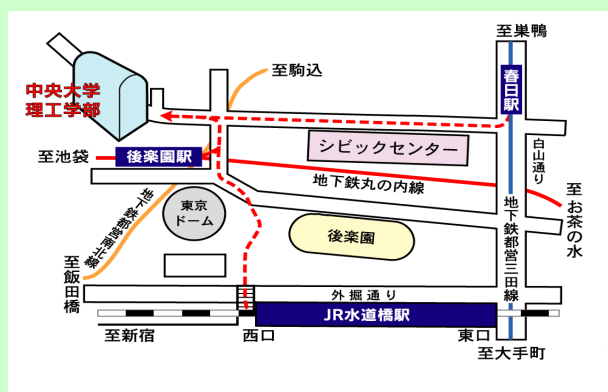 至巣鴨
至駒込
春日駅
中央大学
理工学部
シビックセンター
白山通り
至池袋
後楽園駅
地下鉄丸の内線
至お茶の水
地下鉄都営南北線
東京
ドーム
後楽園
地下鉄都営三田線
至飯田橋
外掘通り
JR水道橋駅
至新宿
西口
東口
至大手町